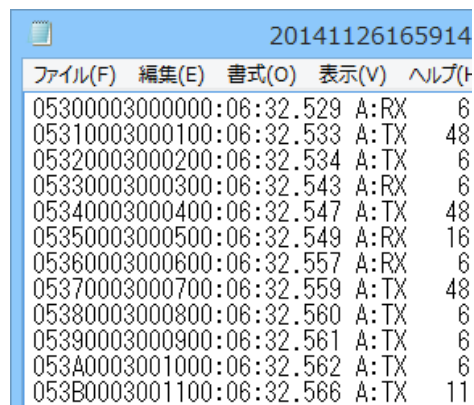 20141126165914
ファイル(F) 編集(E) 書式(O) 表示(V) ヘルプ(H
05300003000000:06:32.529 A:RX 6
05310003000100:06:32.533 A:TX 48
05320003000200:06:32.534 A:TX 6
05330003000300:06:32.543 A:RX 6
05340003000400:06:32.547 A:TX 48
05350003000500:06:32.549 A:RX 16
05360003000600:06:32.557 A:RX 6
05370003000700:06:32.559 A:TX 48
05380003000800:06:32.560 A:TX 6
05390003000900:06:32.561 A:TX 6
053A0003001000:06:32.562 A:TX 6
053B0003001100:06:32.566 A:TX 11